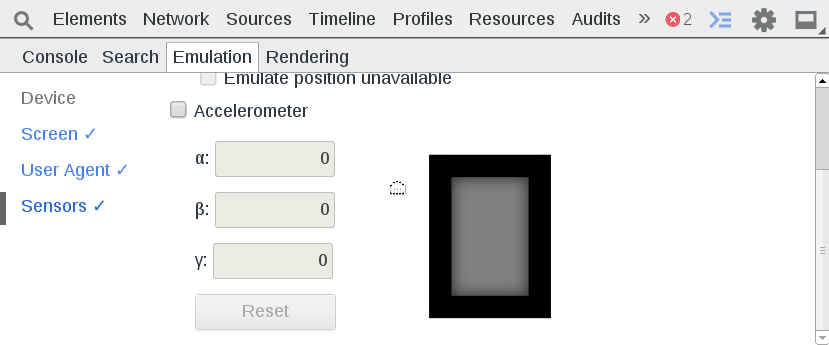 Elements Network Sources Timeline Profiles Resources Audits » 2
Console Search Emulation Rendering
Emulate position unavailable
Device
Accelerometer
Screen ✓
α: 0
User Agent ✓
Sensors ✓
β: 0
γ: 0
Reset